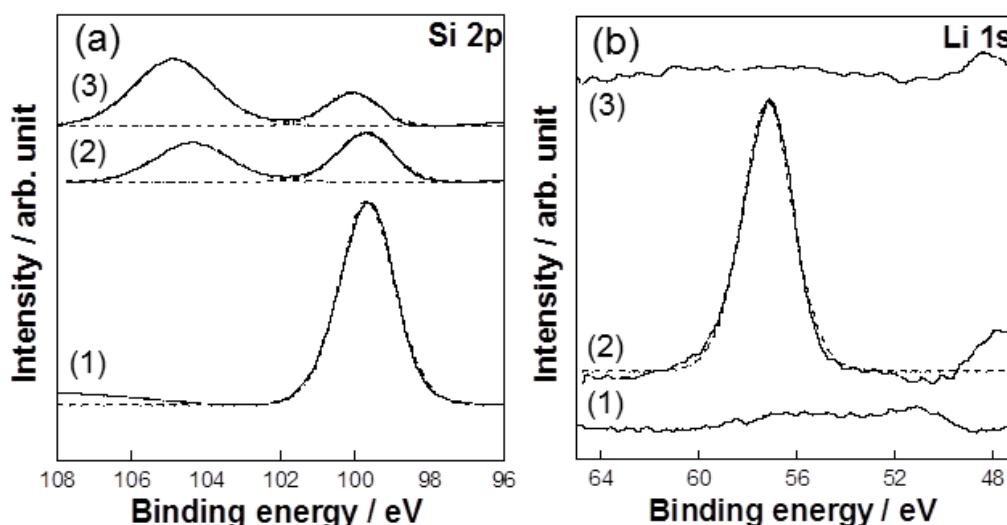 (a)
Si 2p
(3)
(2)
(1)
Intensity / arb. unit
108 106 104 102 100 98 96
Binding energy / eV
(b)
Li 1s
(3)
(2)
(1)
Intensity / arb. unit
64 60 56 52 48
Binding energy / eV